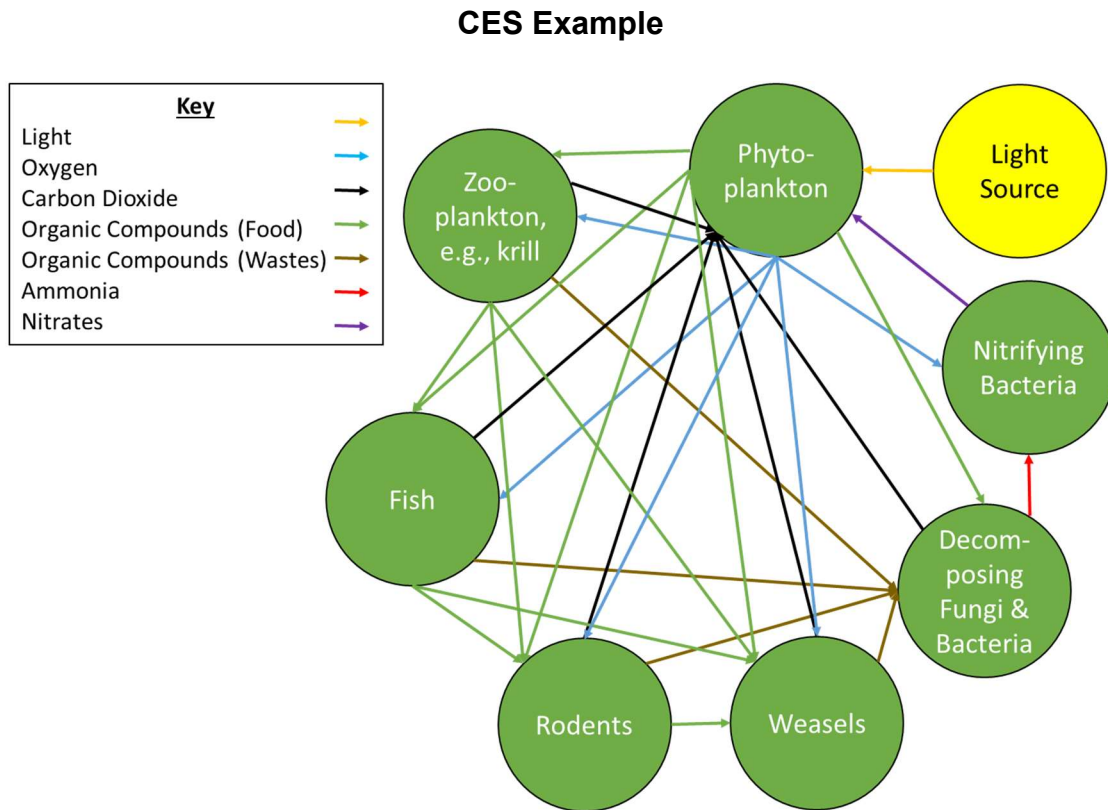 CES Example
Key
Light
Oxygen
Carbon Dioxide
Organic Compounds (Food)
Organic Compounds (Wastes)
Ammonia
Nitrates
Zoo-
plankton,
e.g., krill
Phyto-
plankton
Light
Source
Nitrifying
Bacteria
Fish
Decom-
posing
Fungi &
Bacteria
Rodents
Weasels